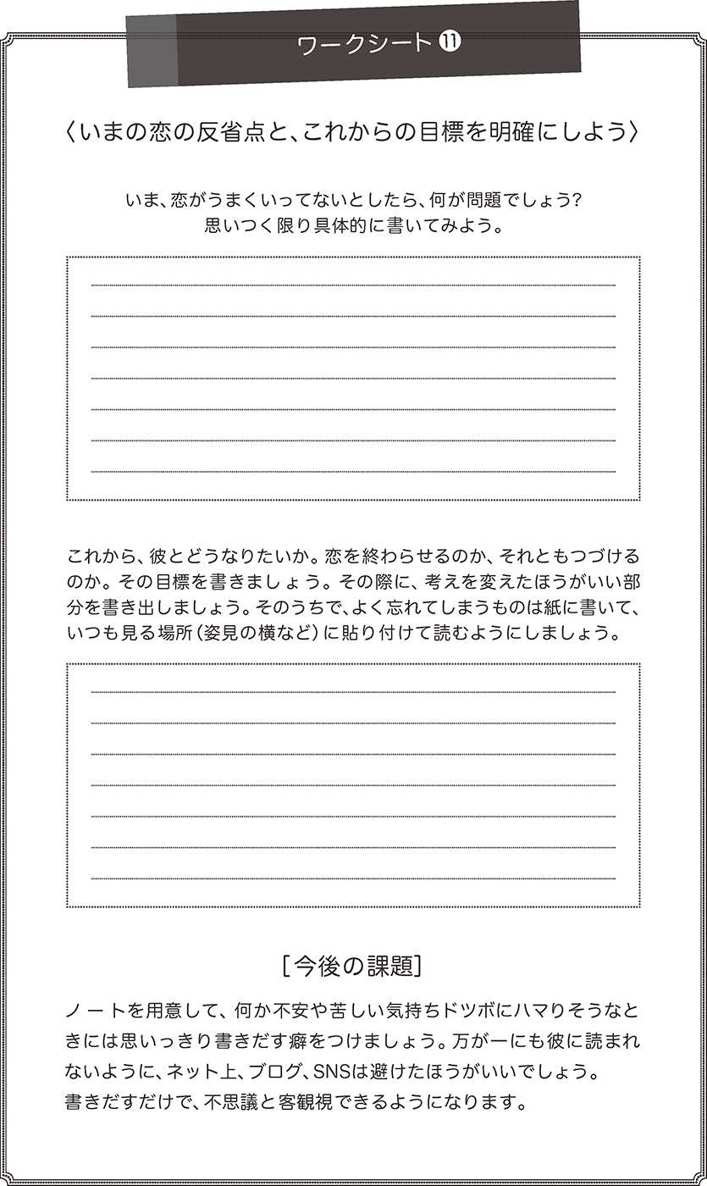 ワークシート⓫
〈いまの恋の反省点と、これからの目標を明確にしよう〉
いま、恋がうまくいってないとしたら、何が問題でしょう?
思いつく限り具体的に書いてみよう。
これから、彼とどうなりたいか。恋を終わらせるのか、それともつづける
のか。その目標を書きましょう。その際に、考えを変えたほうがいい部
分を書き出しましょう。そのうちで、よく忘れてしまうものは紙に書いて、
いつも見る場所(姿見の横など)に貼り付けて読むようにしましょう。
[今後の課題]
ノートを用意して、何か不安や苦しい気持ちドツボにハマりそうなと
きには思いっきり書きだす癖をつけましょう。万が一にも彼に読まれ
ないように、ネット上、ブログ、SNSは避けたほうがいいでしょう。
書きだすだけで、不思議と客観視できるようになります。